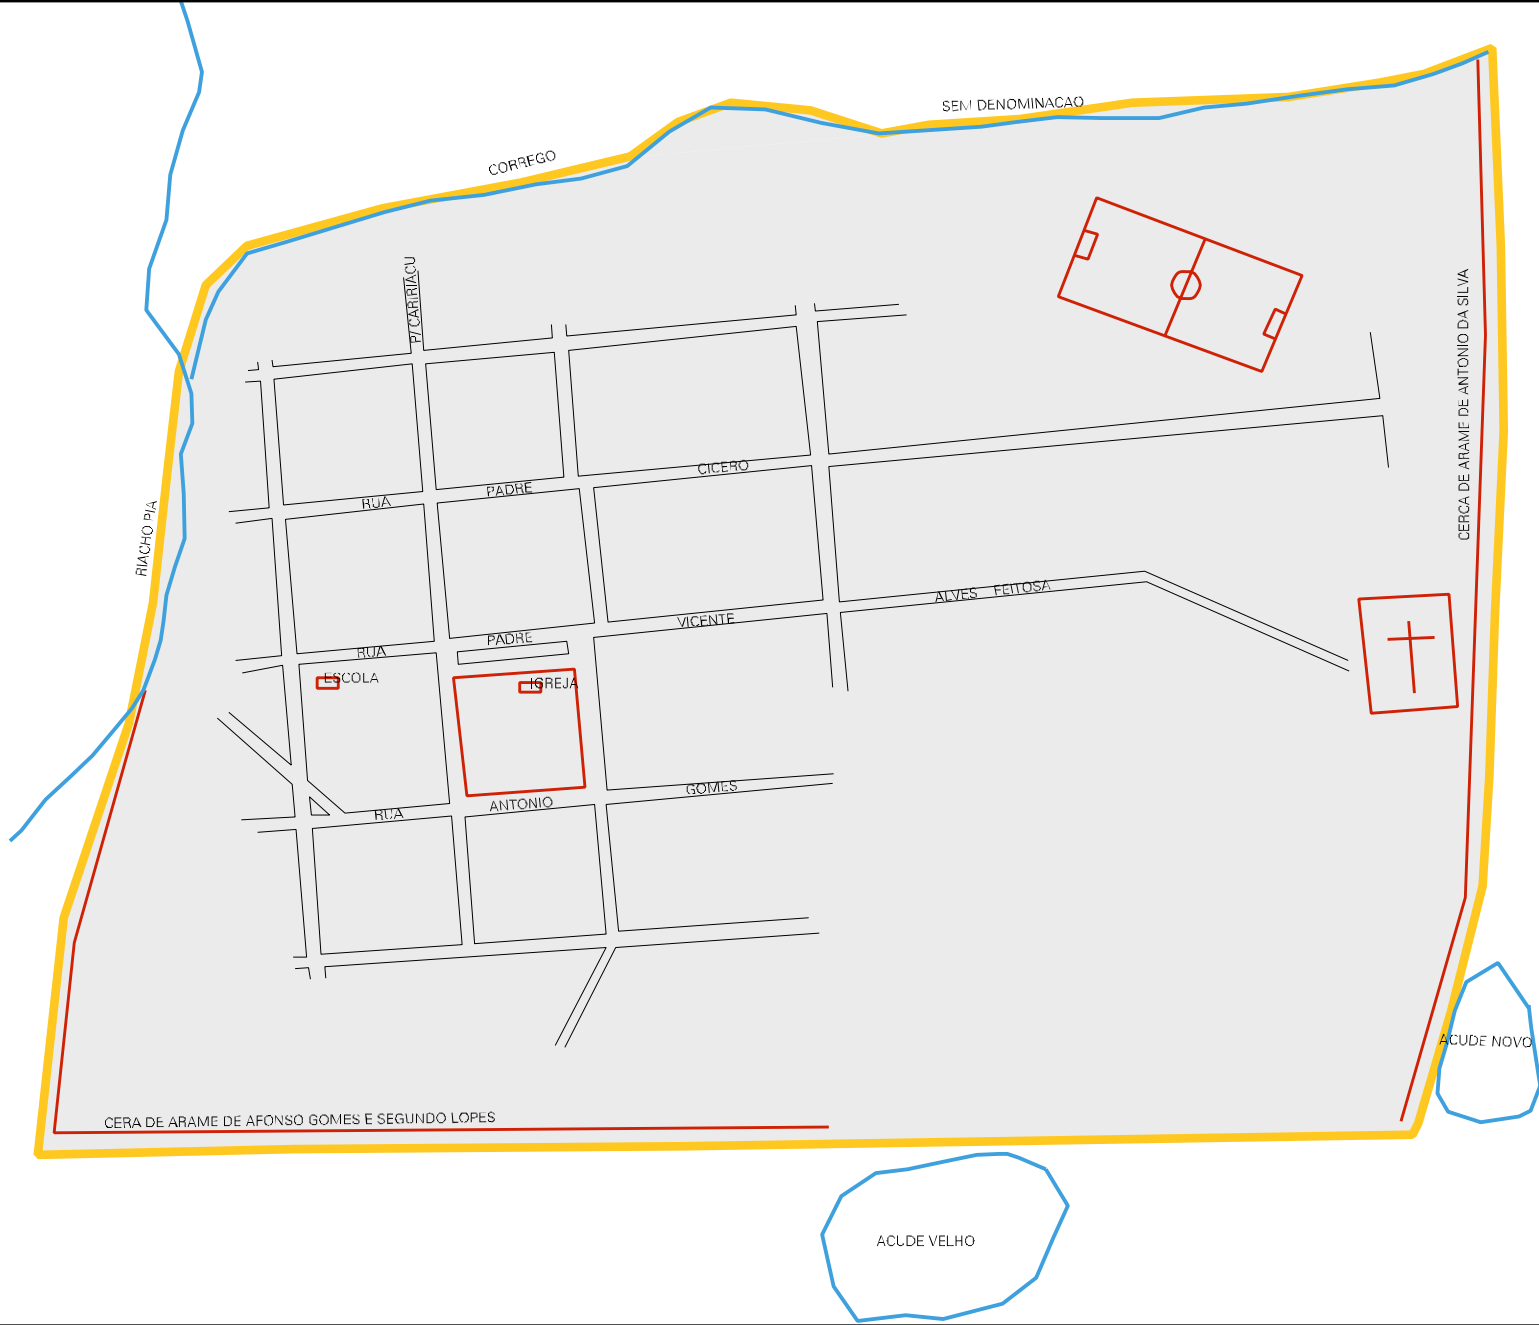 SEM DENOMINACAO
CORREGO
P/ CARIRIACU
CERCA DE ARAME DE ANTONIO DA SILVA
RIACHO PIA
RUA PADRE CICERO
RUA PADRE VICENTE ALVES FEITOSA
ESCOLA
IGREJA
RUA ANTONIO GOMES
ACUDE NOVO
CERA DE ARAME DE AFONSO GOMES E SEGUNDO LOPES
ACUDE VELHO